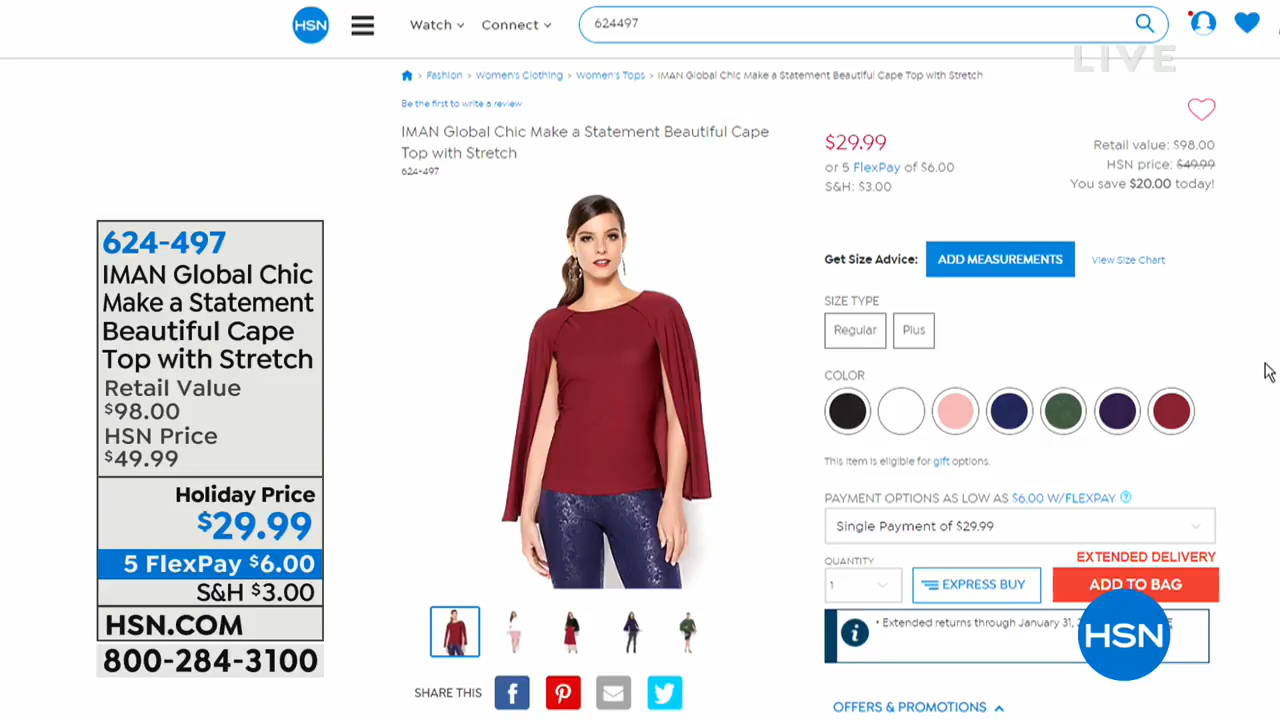 HSN
Watch
Connect
624497
LIVE
Fashion > Women's Clothing > Women's Tops > IMAN Global Chic Make a Statement Beautiful Cape Top with Stretch
Be the first to write a review
IMAN Global Chic Make a Statement Beautiful Cape
Top with Stretch
624-497
$29.99
or 5 FlexPay of $6.00
S&H: $3.00
Retail value: $98.00
HSN price: $49.99
You save $20.00 today!
Get Size Advice:
ADD MEASUREMENTS
View Size Chart
SIZE TYPE
Regular
Plus
COLOR
This item is eligible for gift options.
PAYMENT OPTIONS AS LOW AS $6.00 W/FLEXPAY ?
Single Payment of $29.99
QUANTITY
1
EXPRESS BUY
EXTENDED DELIVERY
ADD TO BAG
i
• Extended returns through January 31,
HSN
OFFERS & PROMOTIONS
SHARE THIS
624-497
IMAN Global Chic
Make a Statement
Beautiful Cape
Top with Stretch
Retail Value
$98.00
HSN Price
$49.99
Holiday Price
$29.99
5 FlexPay $6.00
S&H $3.00
HSN.COM
800-284-3100